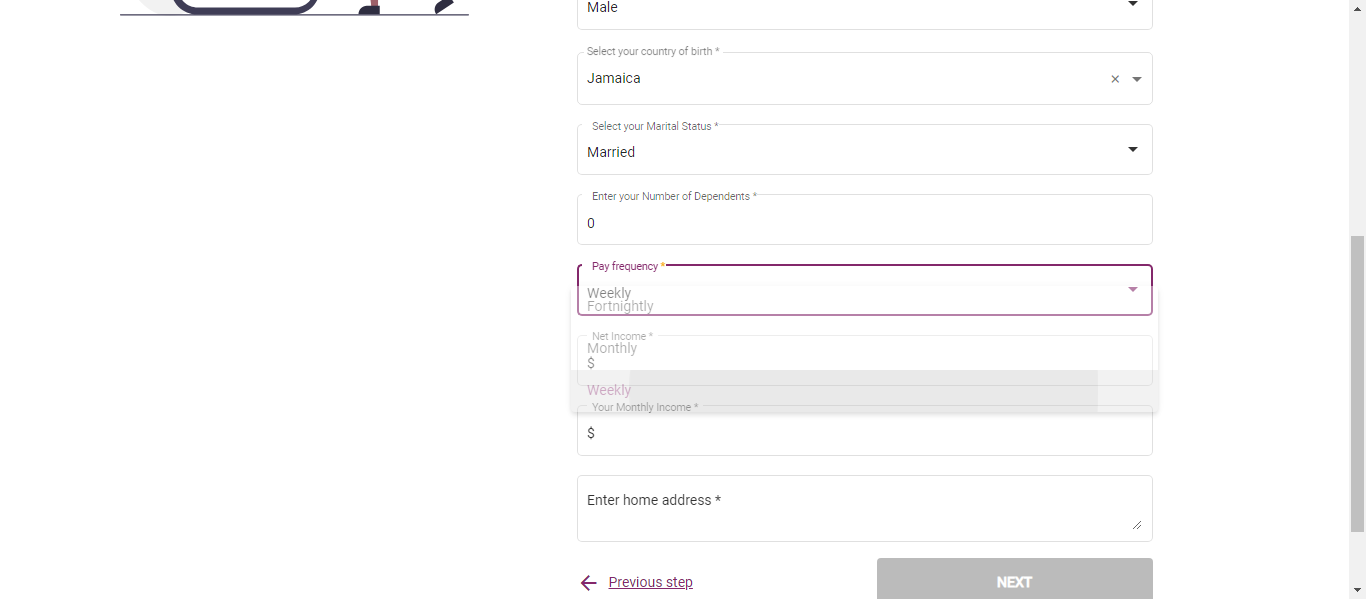 Male
Select your country of birth *
Jamaica
Select your Marital Status *
Married
Enter your Number of Dependents *
0
Pay frequency *
Weekly
Fortnightly
Net Income *
Monthly
$
Weekly
Your Monthly Income *
$
Enter home address *
Previous step
NEXT